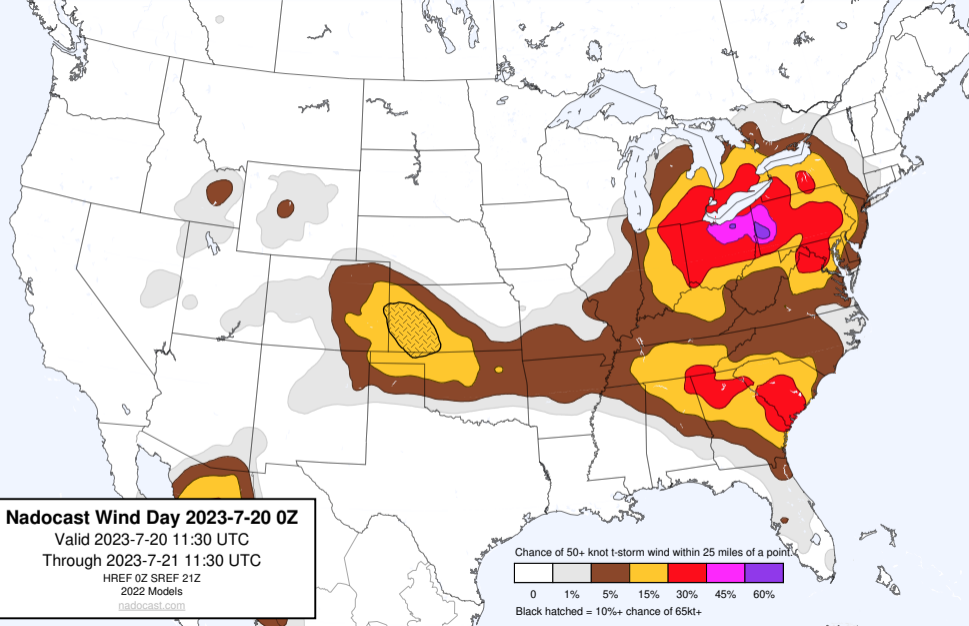 Nadocast Wind Day 2023-7-20 0Z
Valid 2023-7-20 11:30 UTC
Through 2023-7-21 11:30 UTC
HREF 0Z SREF 21Z
2022 Models
nadocast.com
Chance of 50+ knot t-storm wind within 25 miles of a point.
0 1% 5% 15% 30% 45% 60%
Black hatched = 10%+ chance of 65kt+